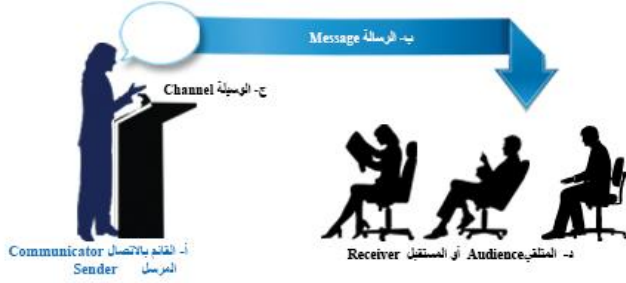 ب- الرسالة Message
ج- الوسيلة Channel
أ- القائم بالاتصال Communicator
المرسل Sender
د- المتلقي Audience أو المستقبل Receiver